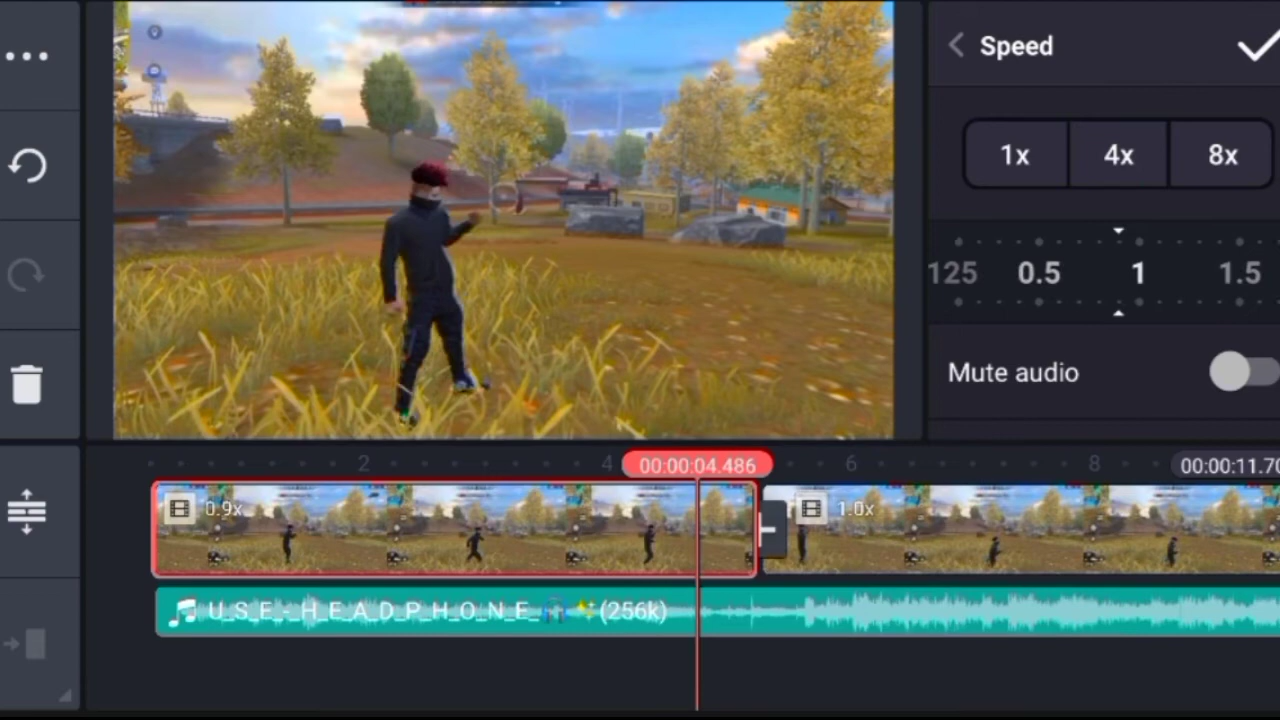 Speed
1x 4x 8x
125 0.5 1 1.5
Mute audio
2 4 00:00:04.486 6 8 00:00:11.70
0.9x 1.0x
U_S_E_-_H_E_A_D_P_H_O_N_E_🎧✨(256k)